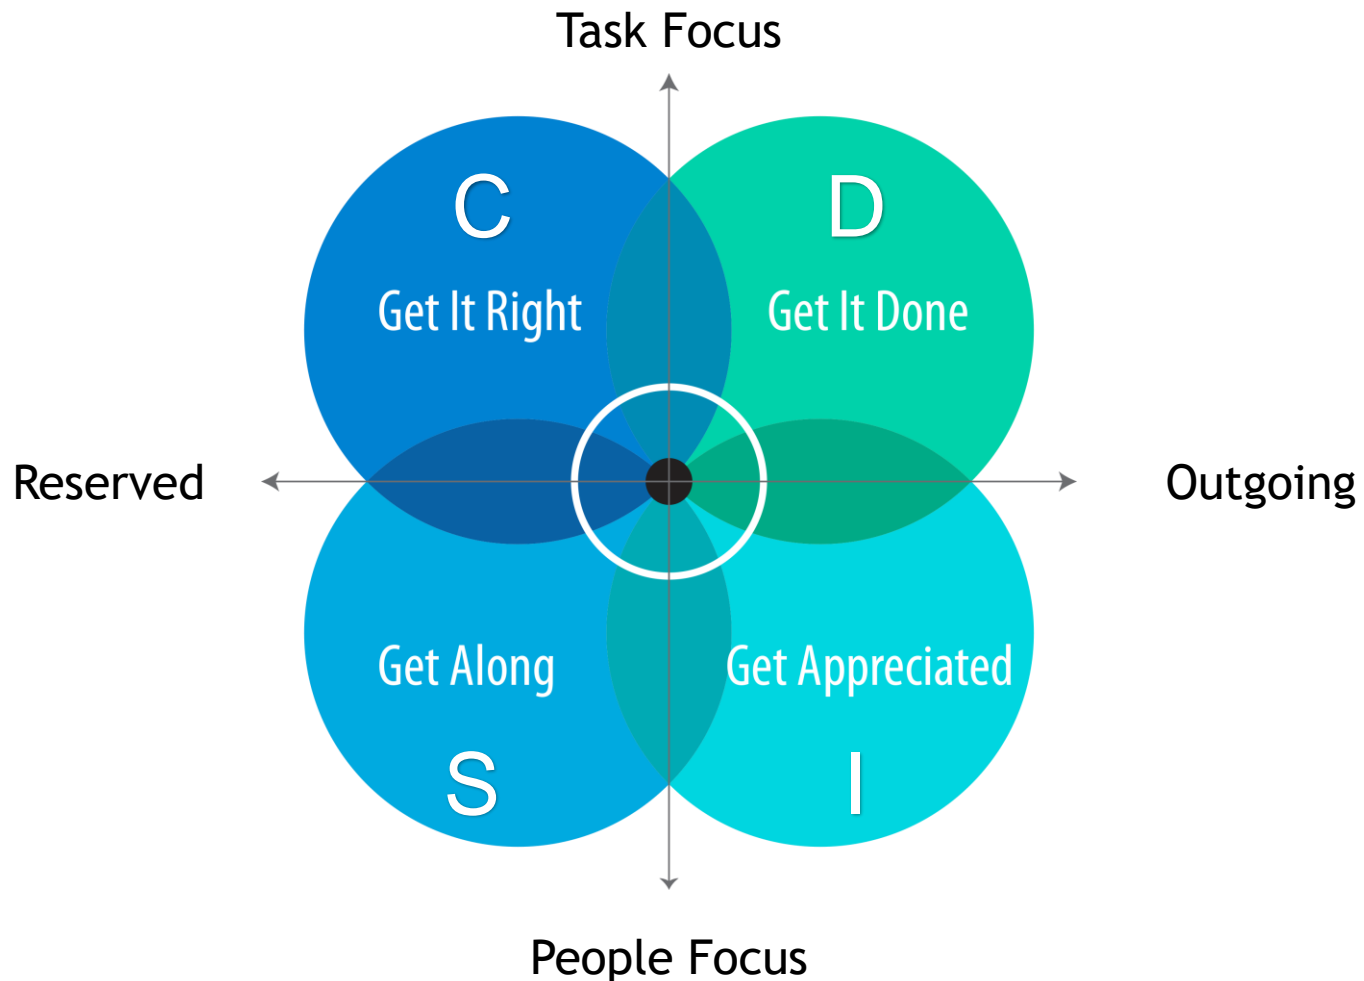 Task Focus
C
D
Get It Right
Get It Done
Reserved
Outgoing
Get Along
Get Appreciated
S
I
People Focus